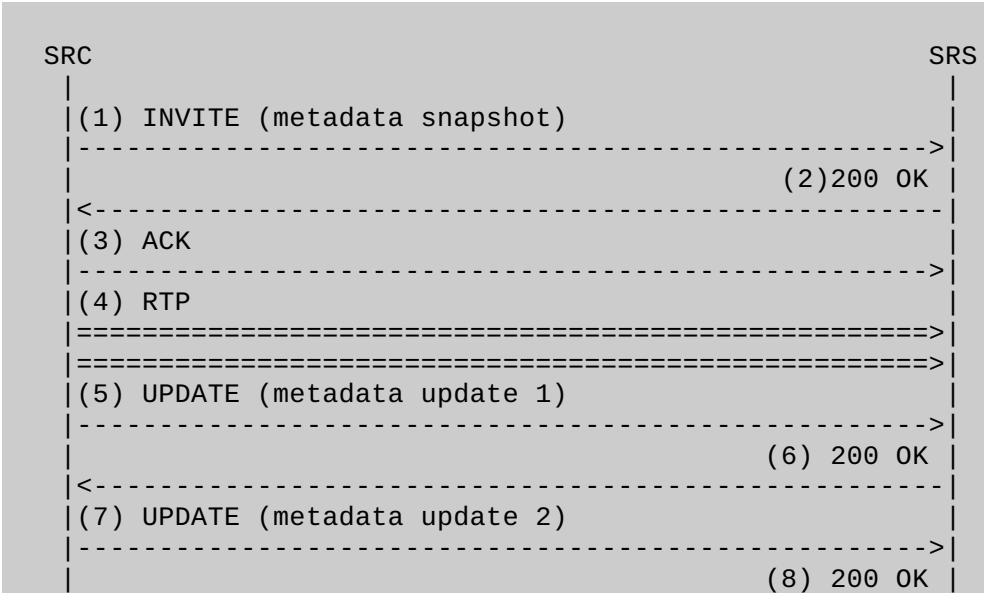 SRC SRS
(1) INVITE (metadata snapshot)
(2)200 OK
(3) ACK
(4) RTP
(5) UPDATE (metadata update 1)
(6) 200 OK
(7) UPDATE (metadata update 2)
(8) 200 OK